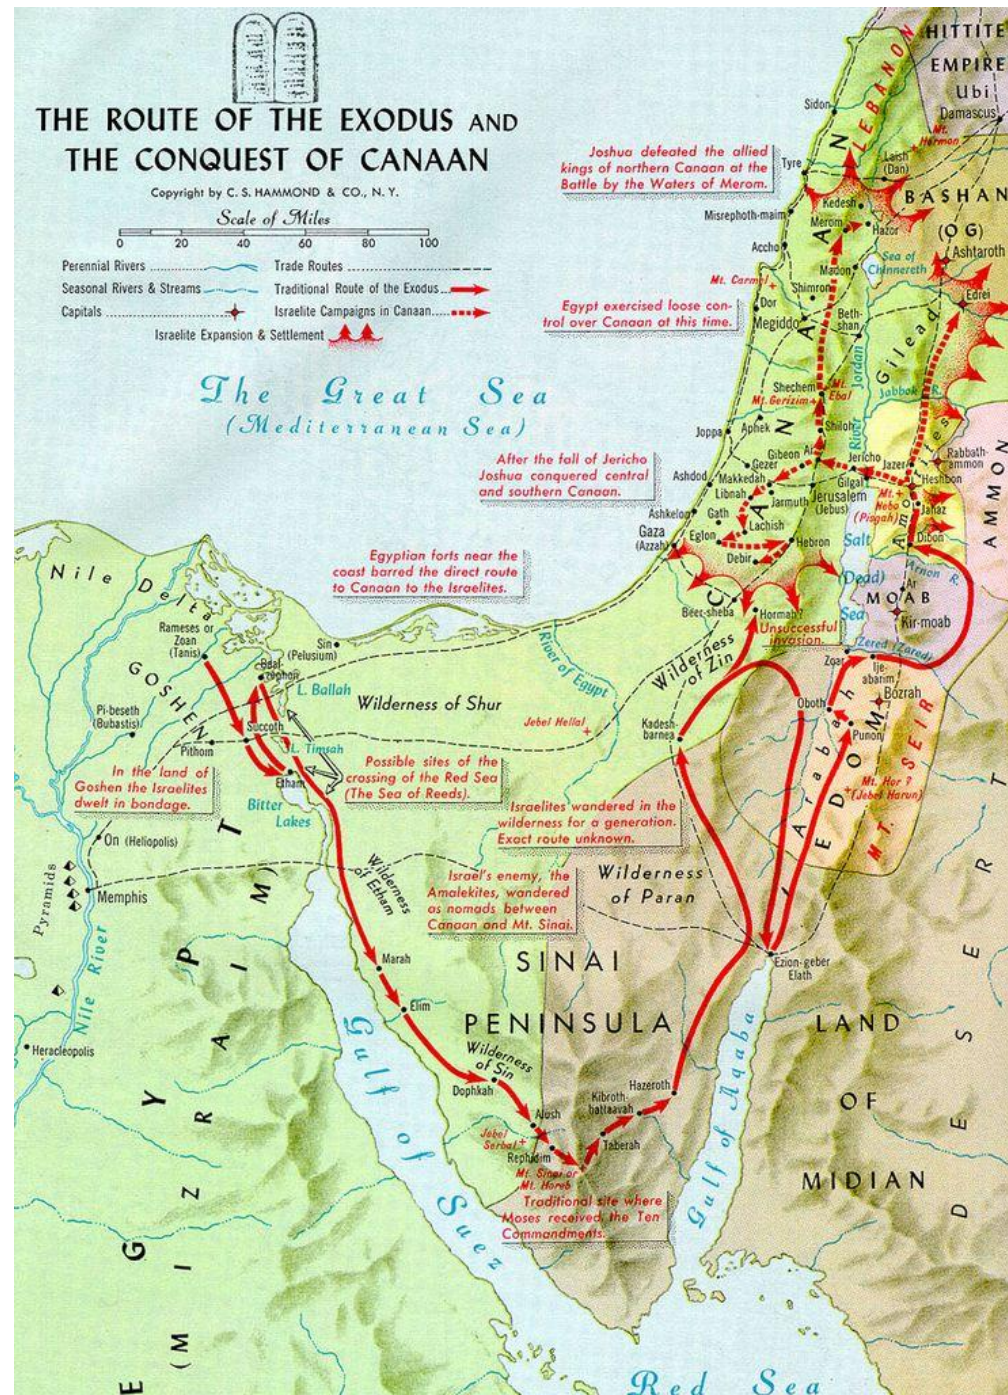 THE ROUTE OF THE EXODUS AND
THE CONQUEST OF CANAAN
Copyright by C. S. HAMMOND & CO., N. Y.
Scale of Miles
0 20 40 60 80 100
Perennial Rivers
Seasonal Rivers & Streams
Capitals
Trade Routes
Traditional Route of the Exodus
Israelite Campaigns in Canaan
Israelite Expansion & Settlement
HITTITE
EMPIRE
Ubi
Damascus
LEBANON
Mt.
Hermon
Sidon
Tyre
Laish
(Dan)
Joshua defeated the allied
kings of northern Canaan at the
Battle by the Waters of Merom.
BASHAN
(OG)
Ashtaroth
Kedesh
Merom
Hazor
Misrephoth-maim
Accho
Madon
Sea of
Chinnereth
Mt. Carmel
Shimron
Edrei
Dor
Megiddo
Beth-
shan
Egypt exercised loose con-
trol over Canaan at this time.
CANAAN
Gilead
Jordan
River
Jabbok R.
The Great Sea
(Mediterranean Sea)
Shechem
Mt. Gerizim
Mt.
Ebal
Joppa
Aphek
Shiloh
Amorites
Rabbath-
ammon
AMMON
After the fall of Jericho
Joshua conquered central
and southern Canaan.
Gibeon
Ai
Jericho
Jazer
Heshbon
Gezer
Ashdod
Makkedah
Gilgal
Libnah
Jarmuth
Jerusalem
(Jebus)
Mt.
Nebo
(Pisgah)
Jahaz
Ashkelon
Gath
Lachish
Gaza
(Azzah)
Eglon
Hebron
Debir
Salt
(Dead)
Sea
Dibon
Arnon R.
Ar
MOAB
Kir-moab
Egyptian forts near the
coast barred the direct route
to Canaan to the Israelites.
Beer-sheba
Hormah?
Unsuccessful
invasion.
Nile Delta
Rameses or
Zoan
(Tanis)
Sin
(Pelusium)
GOSHEN
Baal-
zephon
L. Ballah
Wilderness of Shur
River of Egypt
Wilderness
of Zin
Zoar
Zered (Zared)
Ije-
abarim
Bozrah
Oboth
Punon
Arabah
EDOM
MT. SEIR
Mt. Hor?
(Jebel Harun)
Pi-beseth
(Bubastis)
Succoth
Pithom
L. Timsah
Jebel Hellal
Kadesh-
barnea
Etham
Bitter
Lakes
In the land of
Goshen the Israelites
dwelt in bondage.
Possible sites of the
crossing of the Red Sea
(The Sea of Reeds).
Israelites wandered in the
wilderness for a generation.
Exact route unknown.
On (Heliopolis)
Pyramids
Memphis
Wilderness
of Etham
Israel's enemy, the
Amalekites, wandered
as nomads between
Canaan and Mt. Sinai.
Wilderness
of Paran
Nile River
Marah
Elim
SINAI
PENINSULA
Ezion-geber
Elath
Heracleopolis
Wilderness
of Sin
Dophkah
Alush
Jebel
Serbal
Rephidim
Mt. Sinai or
Mt. Horeb
Kibroth-
hattaavah
Hazeroth
Taberah
Traditional site where
Moses received the Ten
Commandments.
Gulf of Suez
Gulf of Aqaba
LAND
OF
MIDIAN
DESERT
EGYPT
(MIZRAIM)
Red Sea